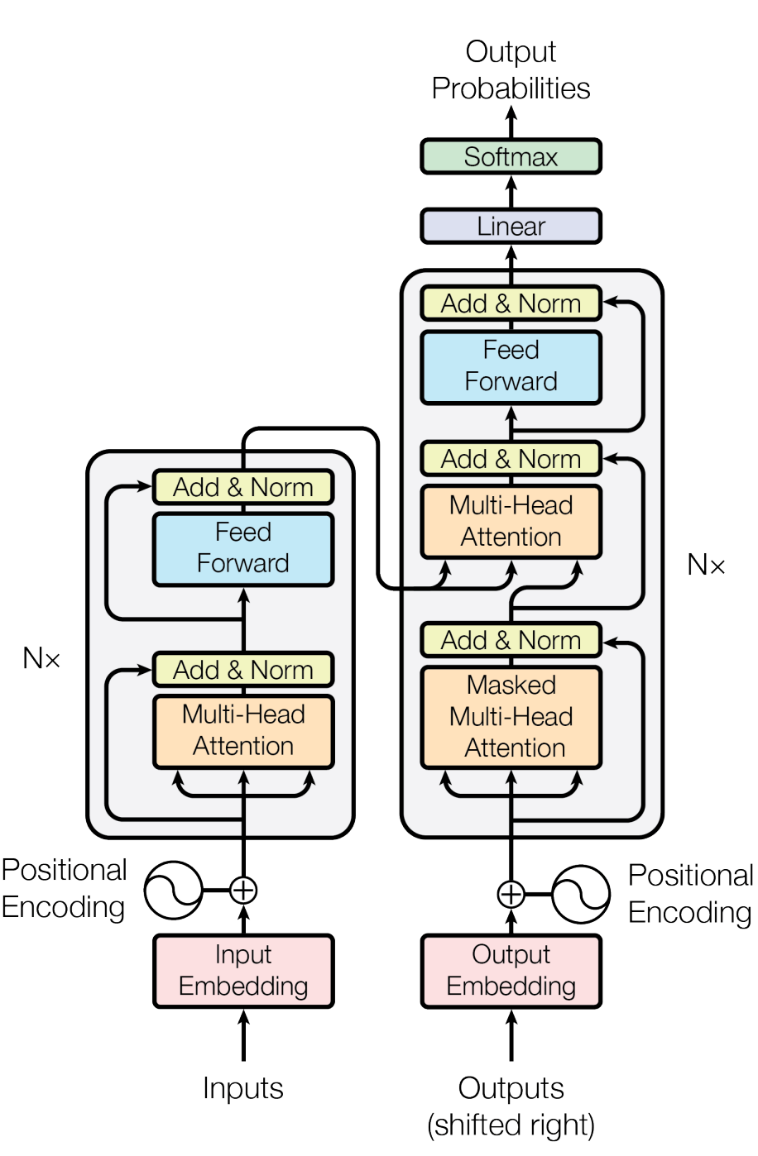 Output
Probabilities
Softmax
Linear
Add & Norm
Feed
Forward
Add & Norm
Multi-Head
Attention
Add & Norm
Masked
Multi-Head
Attention
N×
Add & Norm
Feed
Forward
Add & Norm
Multi-Head
Attention
N×
Positional
Encoding
Positional
Encoding
Input
Embedding
Output
Embedding
Inputs
Outputs
(shifted right)